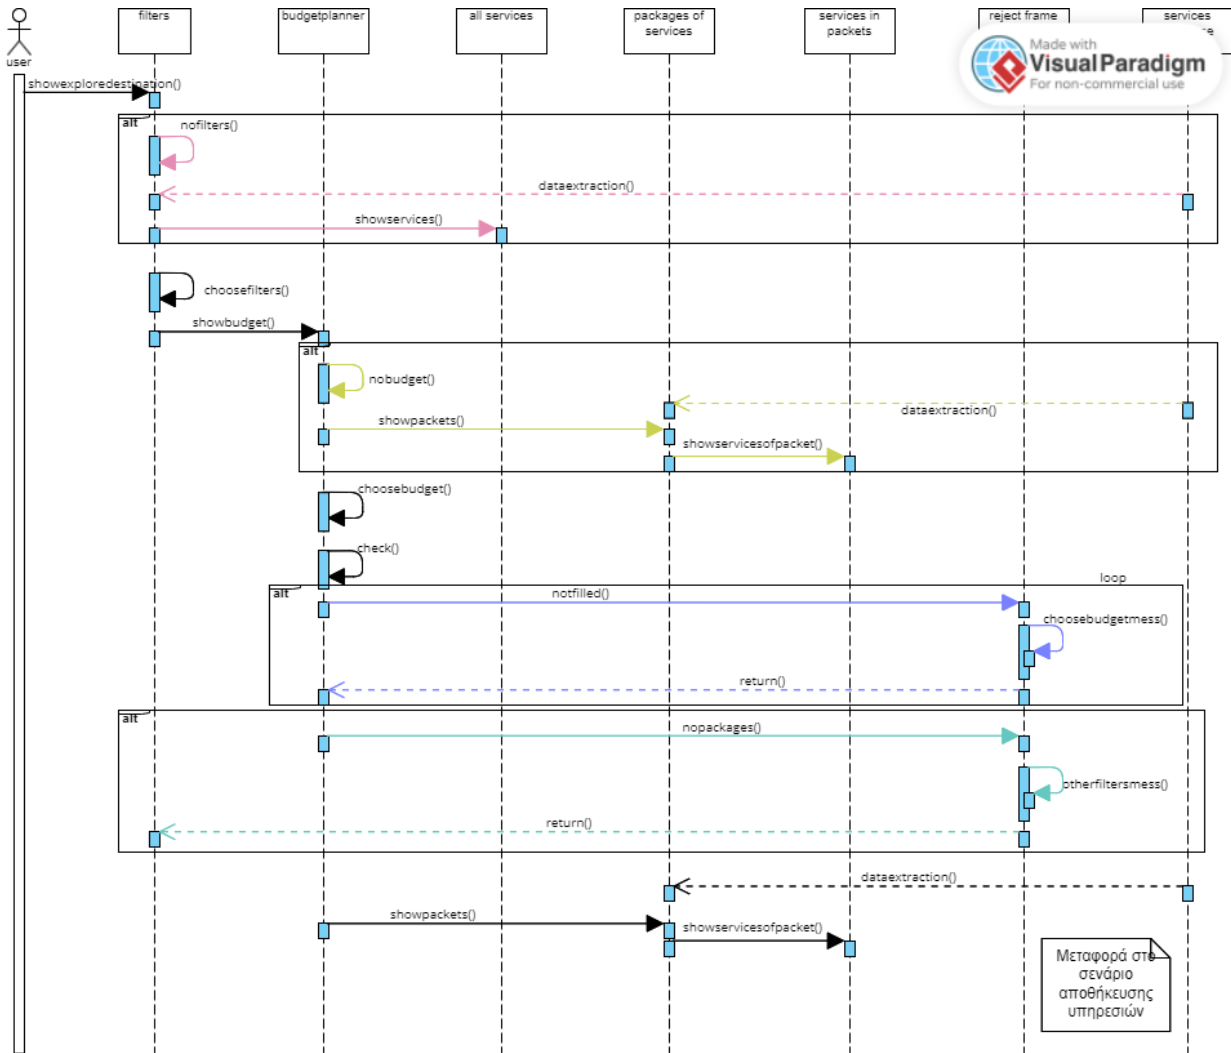 filters
budgetplanner
all services
packages of
services
services in
packets
reject frame
services
Made with
Visual Paradigm
For non-commercial use
user
showexploredestination()
alt
nofilters()
dataextraction()
showservices()
choosefilters()
showbudget()
alt
nobudget()
dataextraction()
showpackets()
showservicesofpacket()
choosebudget()
check()
loop
alt
notfilled()
choosebudgetmess()
return()
alt
nopackages()
otherfiltersmess()
return()
dataextraction()
showpackets()
showservicesofpacket()
Μεταφορά στο
σενάριο
αποθήκευσης
υπηρεσιών